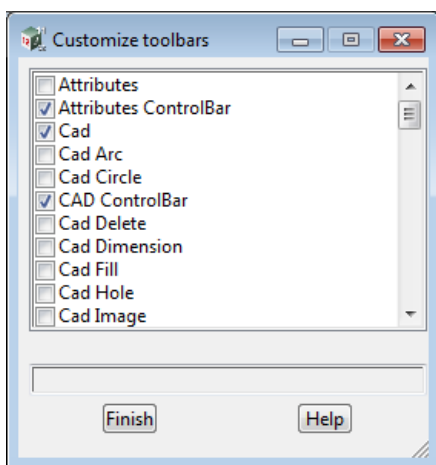 Customize toolbars
Attributes
Attributes ControlBar
Cad
Cad Arc
Cad Circle
CAD ControlBar
Cad Delete
Cad Dimension
Cad Fill
Cad Hole
Cad Image
Finish Help